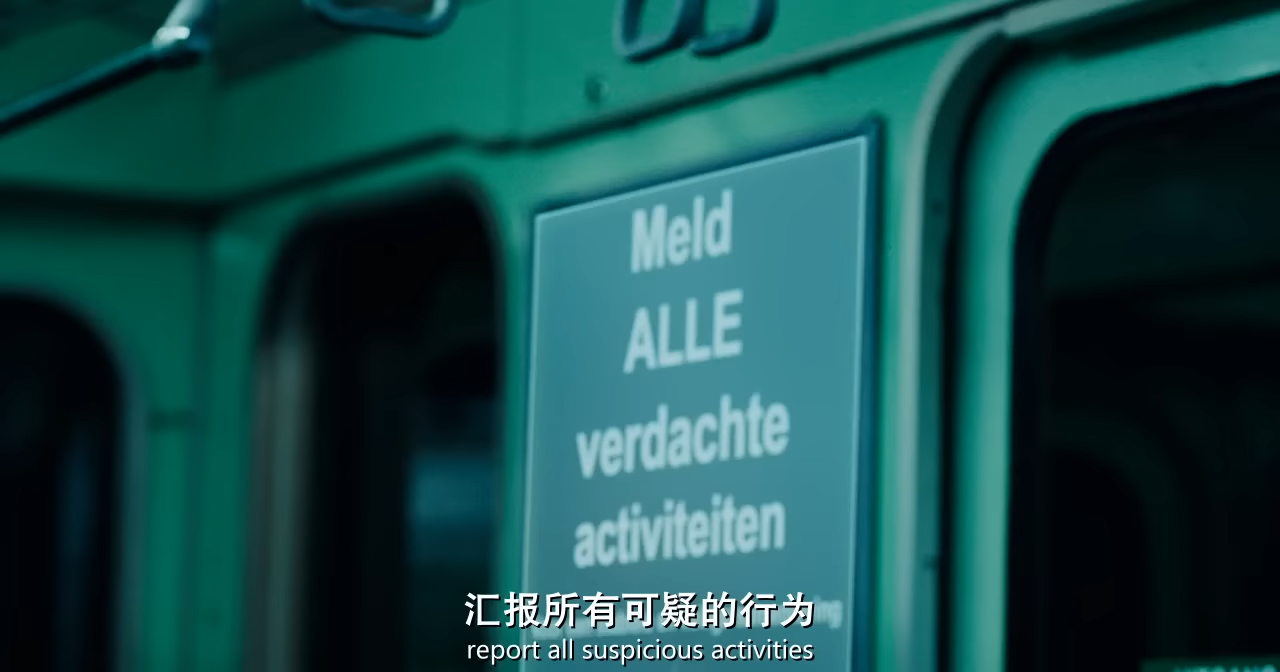 Meld
ALLE
verdachte
activiteiten
汇报所有可疑的行为
report all suspicious activities